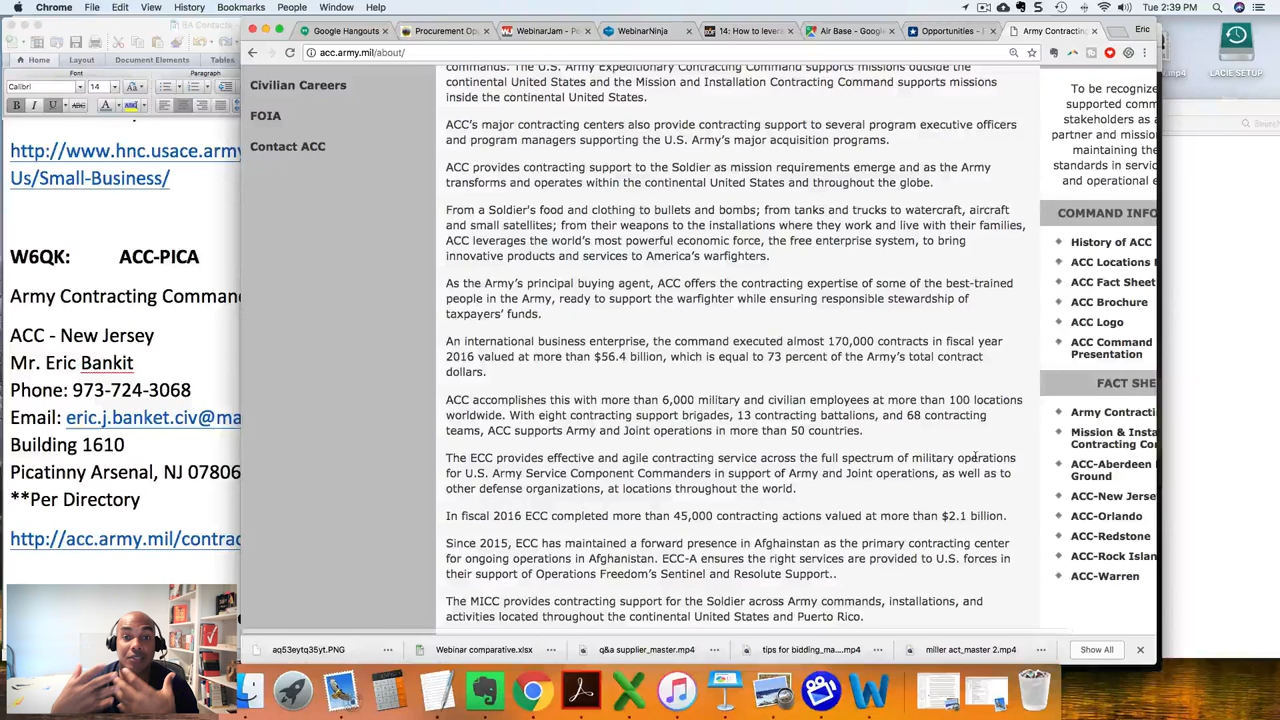 Chrome File Edit View History Bookmarks People Window Help
Tue 2:39 PM
BA Contacts
Google Hangouts
Procurement Op
WebinarJam - Po
WebinarNinja
14: How to levera
Air Base - Google
Opportunities - F
Army Contracting
Eric
acc.army.mil/about/
Home Layout Document Elements Tables
Font Paragraph
Calibri 14
B I U ABC
LACIE SETUP
.mp4
Search
http://www.hnc.usace.army
Us/Small-Business/
W6QK: ACC-PICA
Army Contracting Comman
ACC - New Jersey
Mr. Eric Bankit
Phone: 973-724-3068
Email: eric.j.banket.civ@ma
Building 1610
Picatinny Arsenal, NJ 07806
**Per Directory
http://acc.army.mil/contrac
Civilian Careers
FOIA
Contact ACC
commands. The U.S. Army Expeditionary Contracting Command supports missions outside the
continental United States and the Mission and Installation Contracting Command supports missions
inside the continental United States.
ACC's major contracting centers also provide contracting support to several program executive officers
and program managers supporting the U.S. Army's major acquisition programs.
ACC provides contracting support to the Soldier as mission requirements emerge and as the Army
transforms and operates within the continental United States and throughout the globe.
From a Soldier's food and clothing to bullets and bombs; from tanks and trucks to watercraft, aircraft
and small satellites; from their weapons to the installations where they work and live with their families,
ACC leverages the world's most powerful economic force, the free enterprise system, to bring
innovative products and services to America's warfighters.
As the Army's principal buying agent, ACC offers the contracting expertise of some of the best-trained
people in the Army, ready to support the warfighter while ensuring responsible stewardship of
taxpayers' funds.
An international business enterprise, the command executed almost 170,000 contracts in fiscal year
2016 valued at more than $56.4 billion, which is equal to 73 percent of the Army's total contract
dollars.
ACC accomplishes this with more than 6,000 military and civilian employees at more than 100 locations
worldwide. With eight contracting support brigades, 13 contracting battalions, and 68 contracting
teams, ACC supports Army and Joint operations in more than 50 countries.
The ECC provides effective and agile contracting service across the full spectrum of military operations
for U.S. Army Service Component Commanders in support of Army and Joint operations, as well as to
other defense organizations, at locations throughout the world.
In fiscal 2016 ECC completed more than 45,000 contracting actions valued at more than $2.1 billion.
Since 2015, ECC has maintained a forward presence in Afghainstan as the primary contracting center
for ongoing operations in Afghanistan. ECC-A ensures the right services are provided to U.S. forces in
their support of Operations Freedom's Sentinel and Resolute Support..
The MICC provides contracting support for the Soldier across Army commands, installations, and
activities located throughout the continental United States and Puerto Rico.
To be recognize
supported comm
stakeholders as a
partner and mission
maintaining the
standards in servic
and operational e
COMMAND INFO
History of ACC
ACC Locations
ACC Fact Sheet
ACC Brochure
ACC Logo
ACC Command
Presentation
FACT SHE
Army Contracti
Mission & Insta
Contracting Co
ACC-Aberdeen
Ground
ACC-New Jerse
ACC-Orlando
ACC-Redstone
ACC-Rock Islan
ACC-Warren
aq53eytq35yt.PNG
Webinar comparative.xlsx
q&a supplier_master.mp4
tips for bidding_ma....mp4
miller act_master 2.mp4
Show All